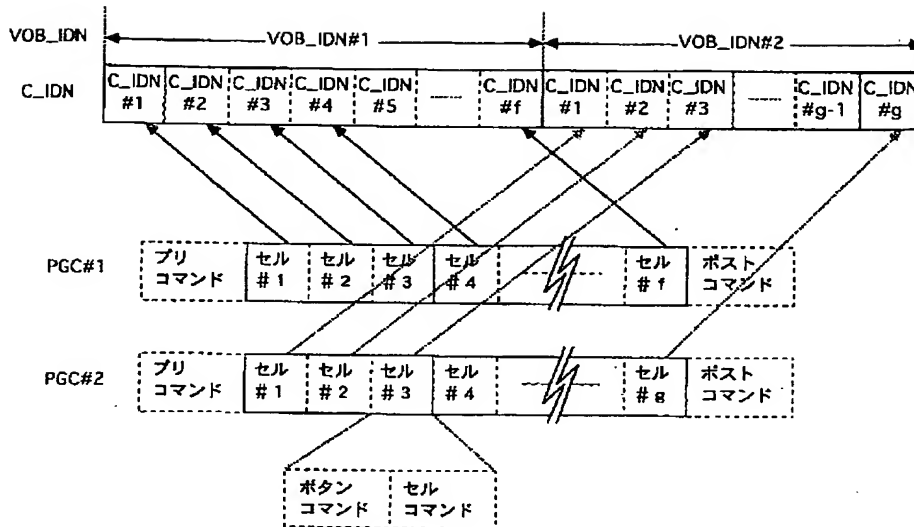 VOB_IDN
VOB_IDN#1
VOB_IDN#2
C_IDN
C_IDN
#1
C_IDN
#2
C_IDN
#3
C_IDN
#4
C_IDN
#5
C_IDN
#f
C_IDN
#1
C_IDN
#2
C_IDN
#3
C_IDN
#g-1
C_IDN
#g
PGC#1
プリ
コマンド
セル
#1
セル
#2
セル
#3
セル
#4
セル
#f
ポスト
コマンド
PGC#2
プリ
コマンド
セル
#1
セル
#2
セル
#3
セル
#4
セル
#g
ポスト
コマンド
ボタン
コマンド
セル
コマンド